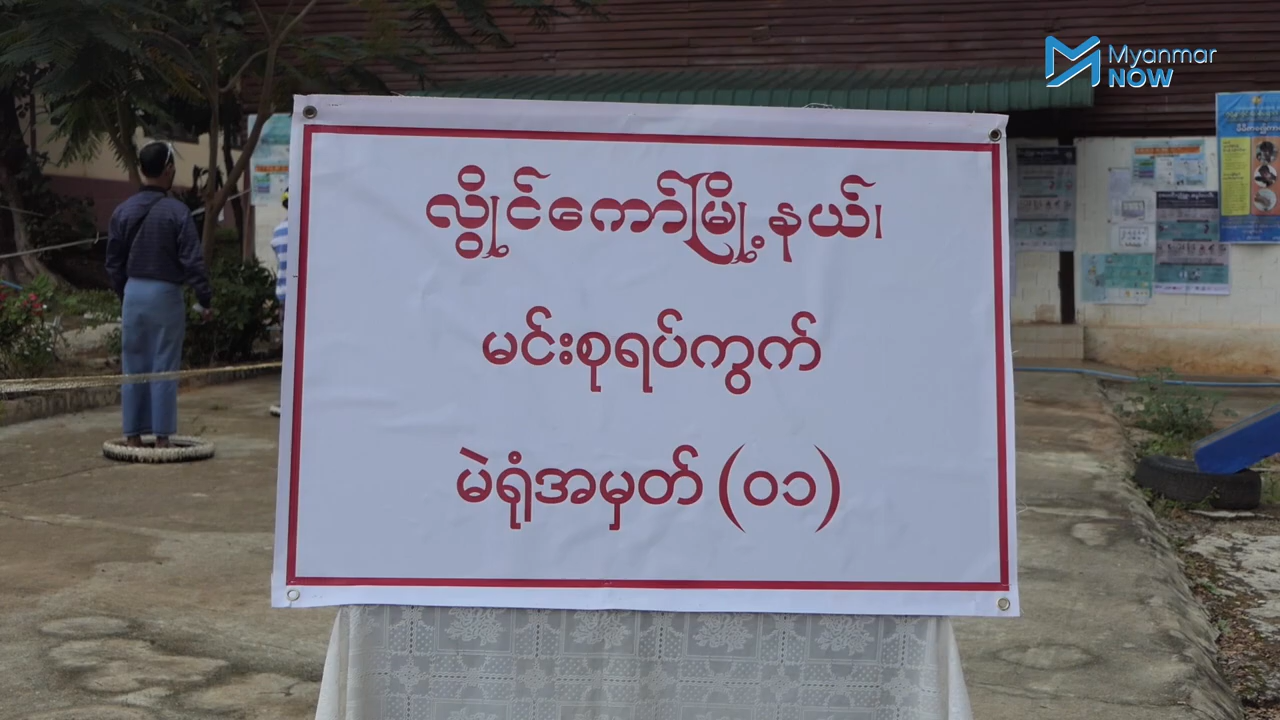 Myanmar
NOW
လွိုင်ကော်မြို့နယ်၊
မင်းစုရပ်ကွက်
မဲရုံအမှတ် (၀၁)